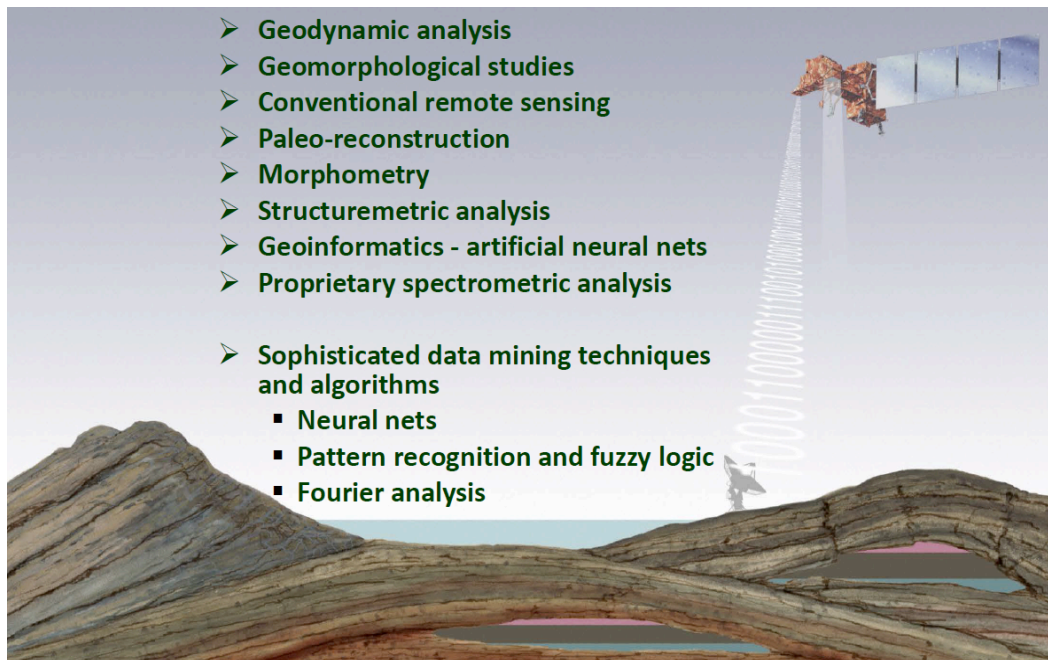 ➢ Geodynamic analysis
➢ Geomorphological studies
➢ Conventional remote sensing
➢ Paleo-reconstruction
➢ Morphometry
➢ Structuremetric analysis
➢ Geoinformatics - artificial neural nets
➢ Proprietary spectrometric analysis
➢ Sophisticated data mining techniques
and algorithms
▪ Neural nets
▪ Pattern recognition and fuzzy logic
▪ Fourier analysis